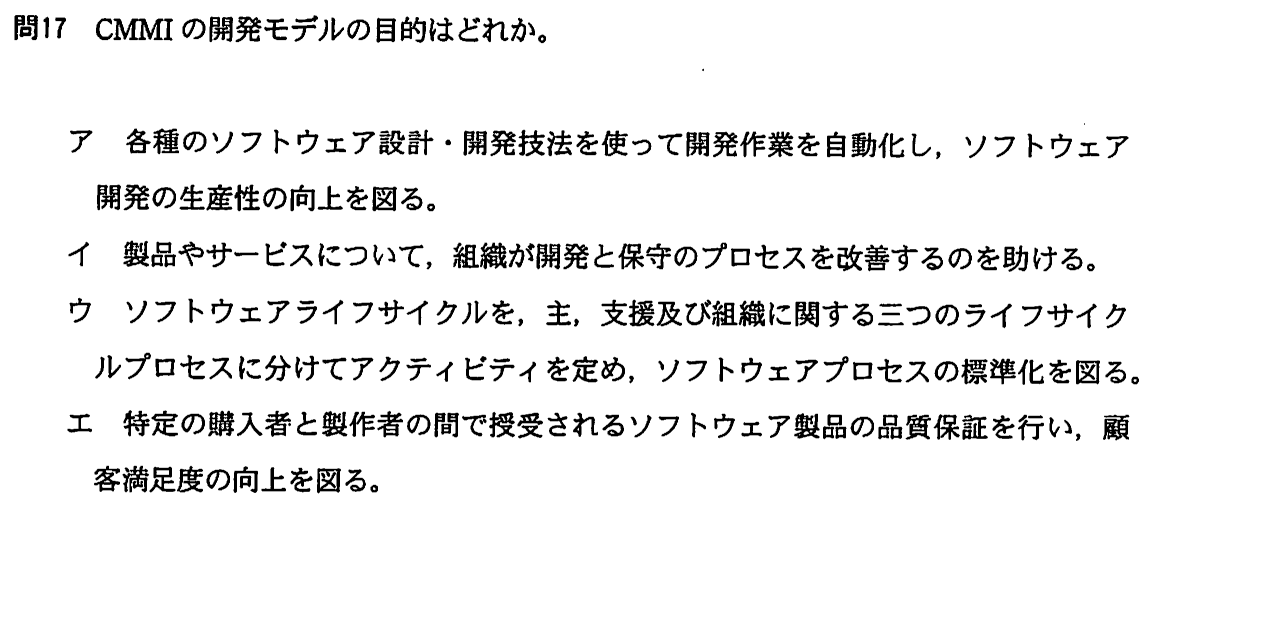 問17 CMMI の開発モデルの目的はどれか。
ア 各種のソフトウェア設計・開発技法を使って開発作業を自動化し，ソフトウェア
開発の生産性の向上を図る。
イ 製品やサービスについて，組織が開発と保守のプロセスを改善するのを助ける。
ウ ソフトウェアライフサイクルを，主，支援及び組織に関する三つのライフサイク
ルプロセスに分けてアクティビティを定め，ソフトウェアプロセスの標準化を図る。
エ 特定の購入者と製作者の間で授受されるソフトウェア製品の品質保証を行い，顧
客満足度の向上を図る。